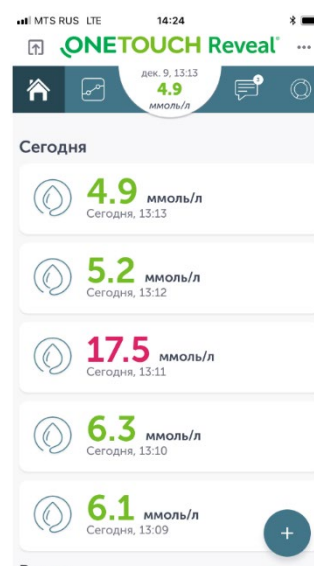 MTS RUS LTE 14:24
ONETOUCH Reveal®
дек. 9, 13:13
4.9
ммоль/л
Сегодня
4.9 ммоль/л
Сегодня, 13:13
5.2 ммоль/л
Сегодня, 13:12
17.5 ммоль/л
Сегодня, 13:11
6.3 ммоль/л
Сегодня, 13:10
6.1 ммоль/л
Сегодня, 13:09
+